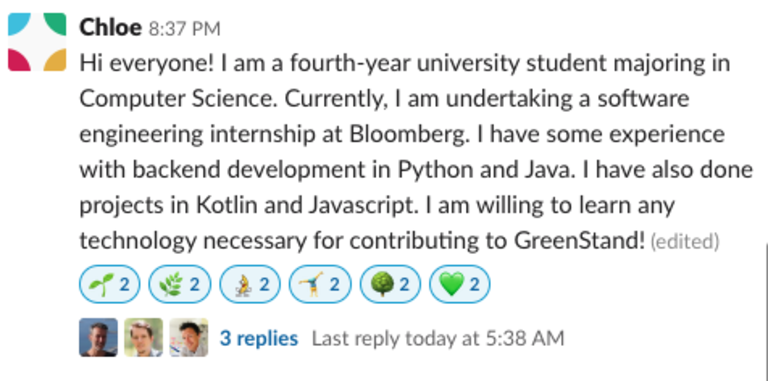 Chloe 8:37 PM
Hi everyone! I am a fourth-year university student majoring in
Computer Science. Currently, I am undertaking a software
engineering internship at Bloomberg. I have some experience
with backend development in Python and Java. I have also done
projects in Kotlin and Javascript. I am willing to learn any
technology necessary for contributing to GreenStand! (edited)
2 2 2 2 2 2
3 replies Last reply today at 5:38 AM